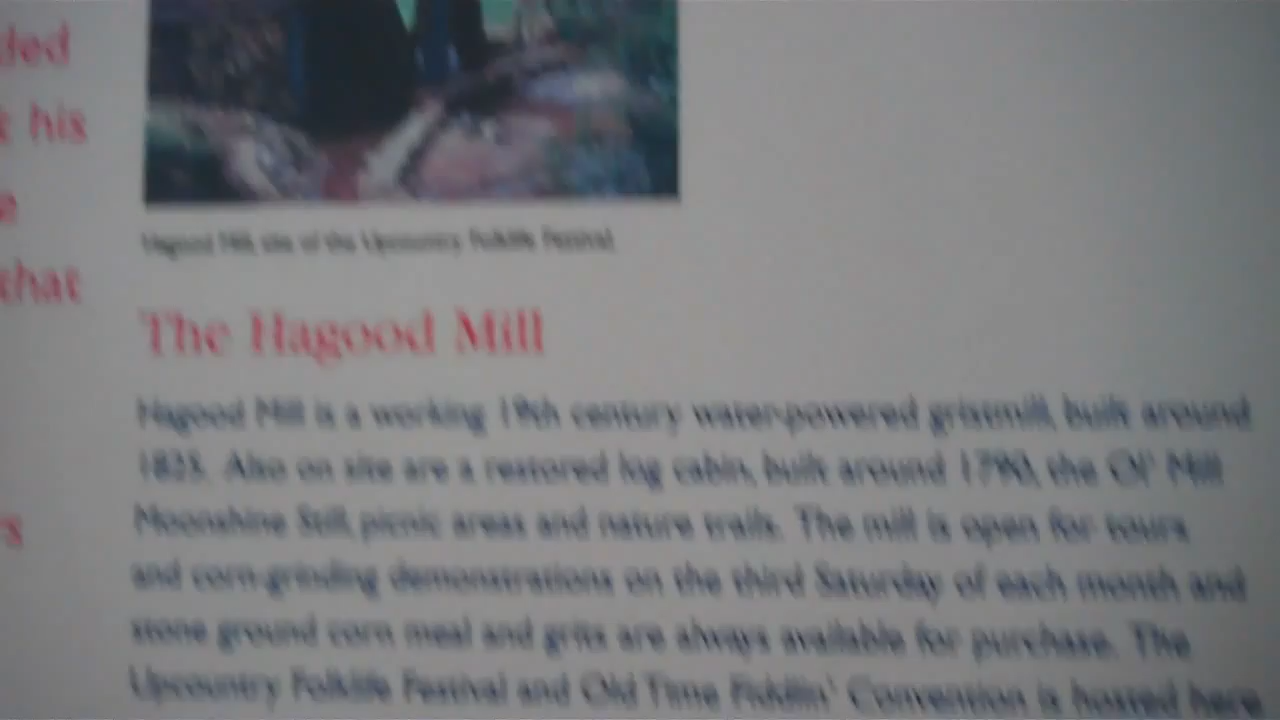 ded
his
e
that
rs
Hagood Mill, site of the Upcountry Folklife Festival.
The Hagood Mill
Hagood Mill is a working 19th century water-powered gristmill, built around
1825. Also on site are a restored log cabin, built around 1790, the Ol' Mill
Moonshine Still, picnic areas and nature trails. The mill is open for tours
and corn-grinding demonstrations on the third Saturday of each month and
stone ground corn meal and grits are always available for purchase. The
Upcountry Folklife Festival and Old Time Fiddlin' Convention is hosted here